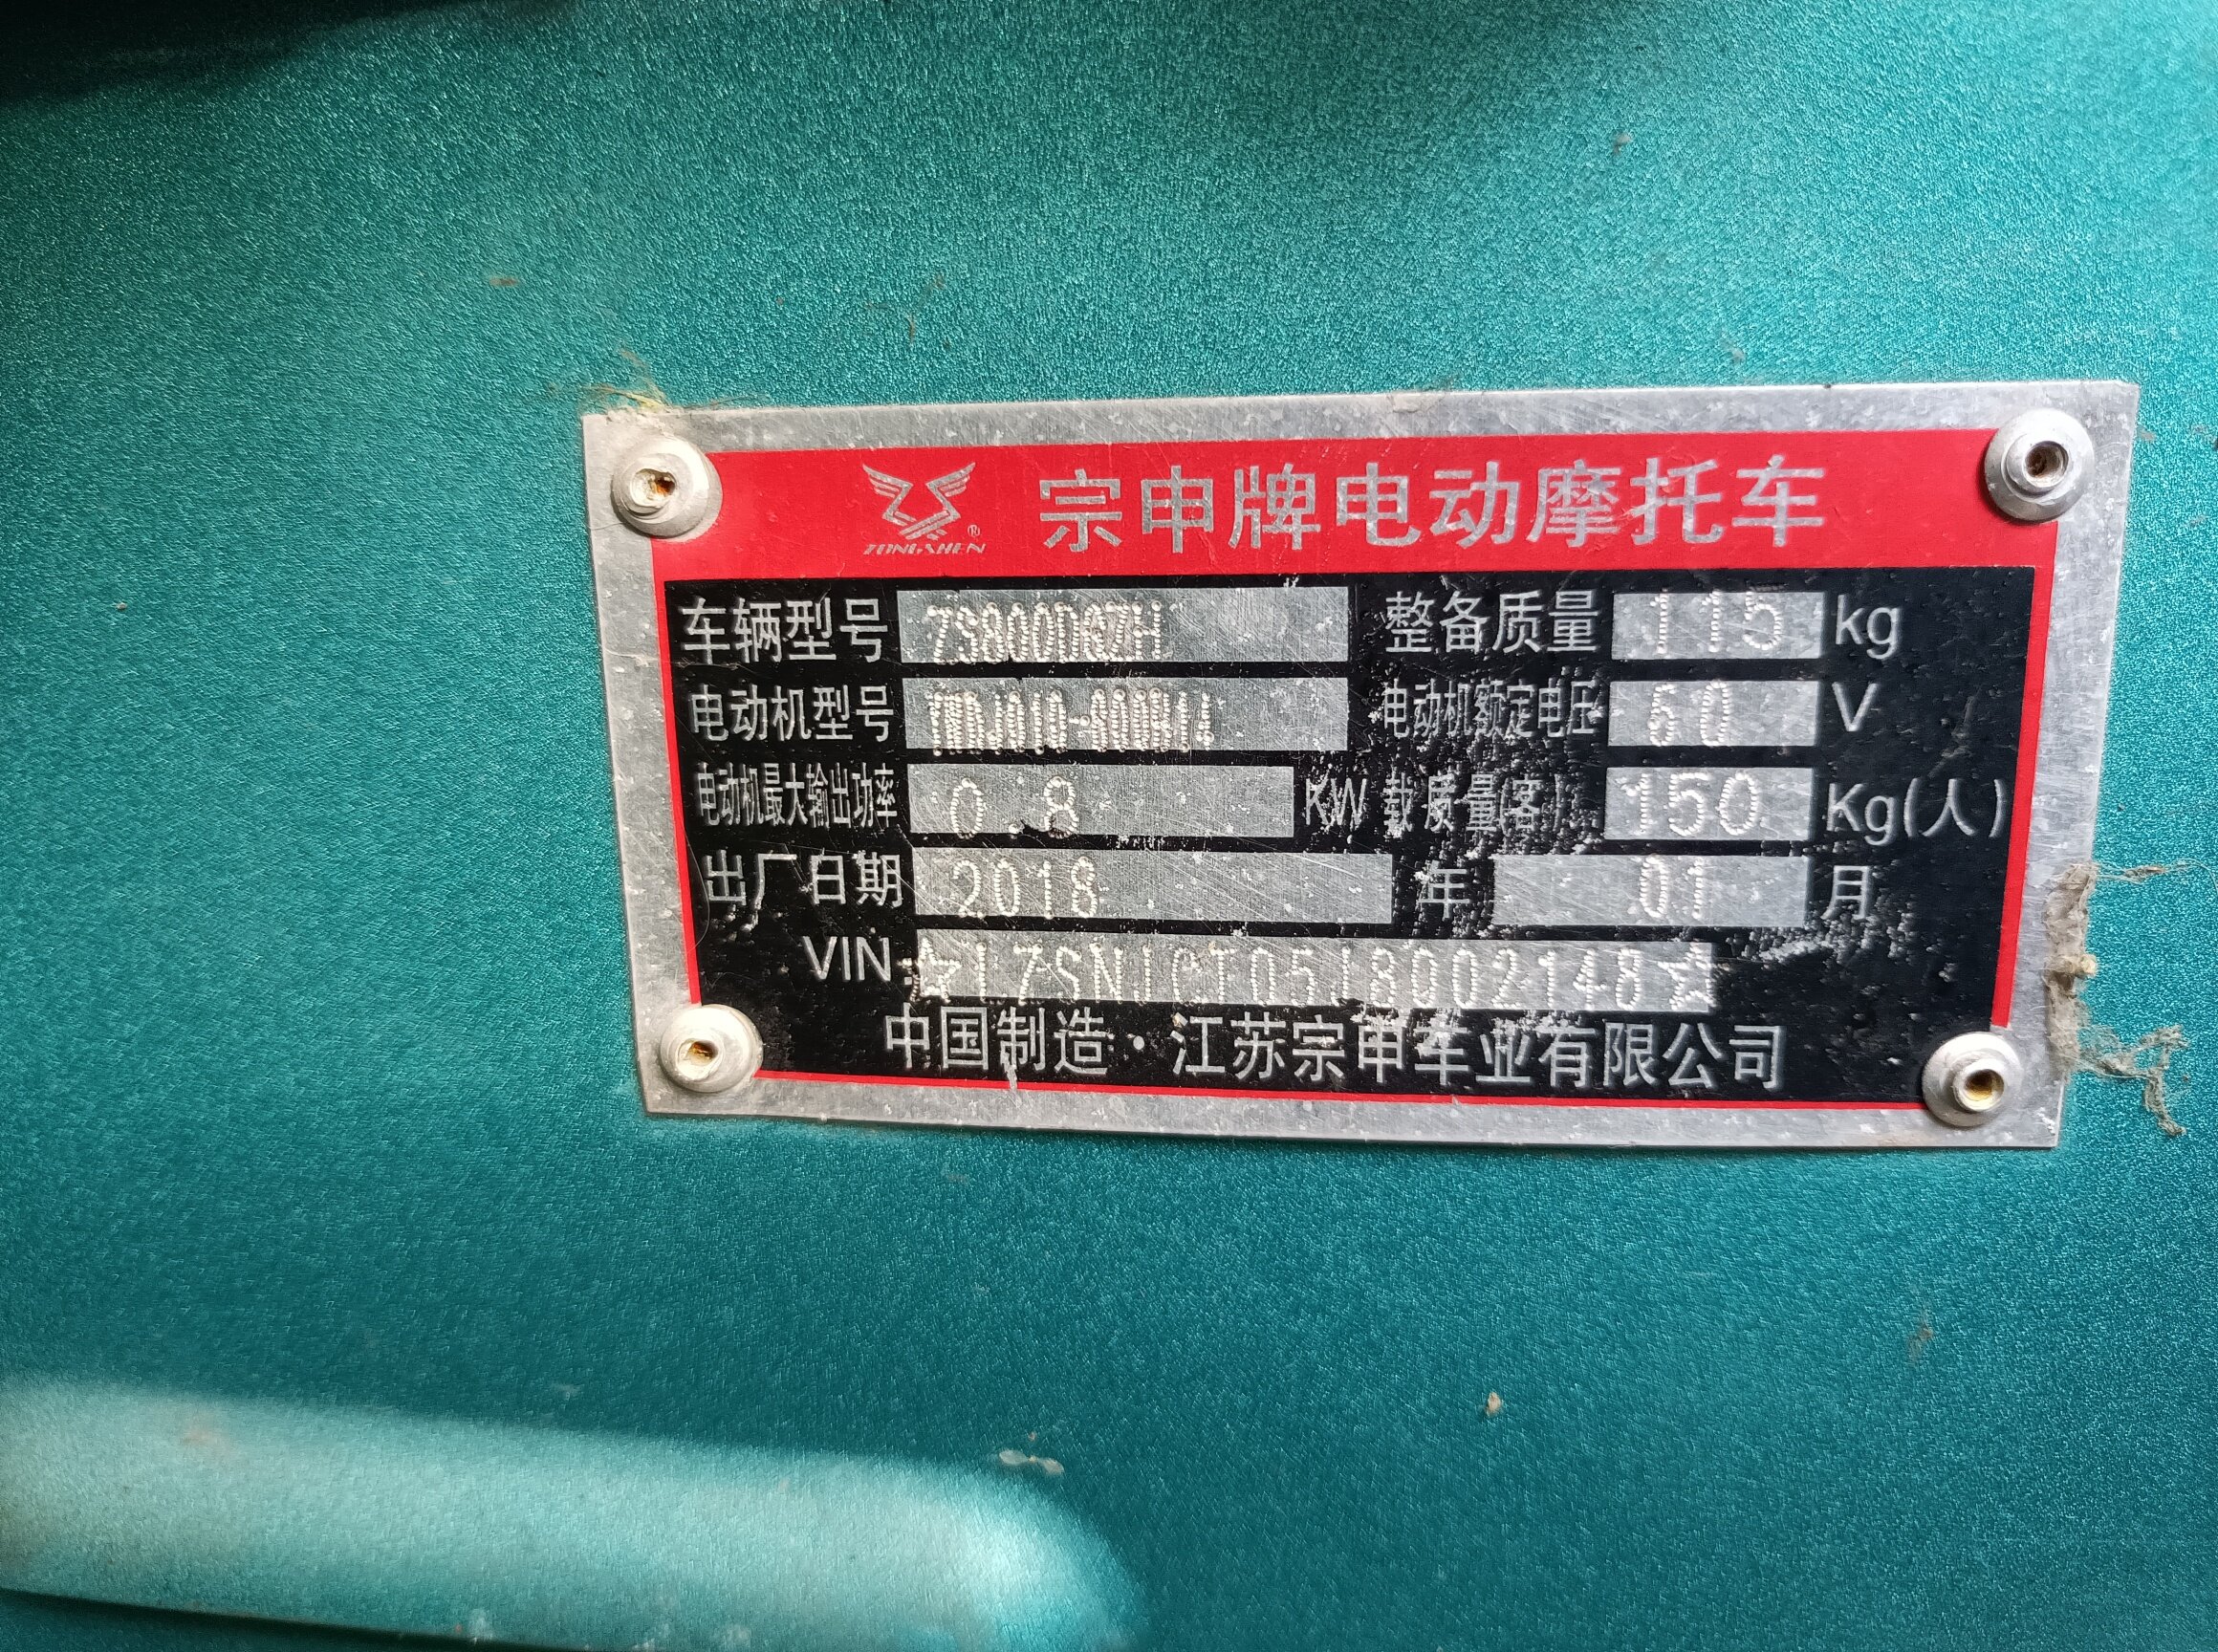 ZONGSHEN® 宗申牌电动摩托车
车辆型号 ZS800DQZH 整备质量 115 kg
电动机型号 电动机额定电压 60 V
电动机最大输出功率 0.8 KW 载质量(客) 150 Kg(人)
出厂日期 2018 年 01 月
VIN:
中国制造·江苏宗申车业有限公司